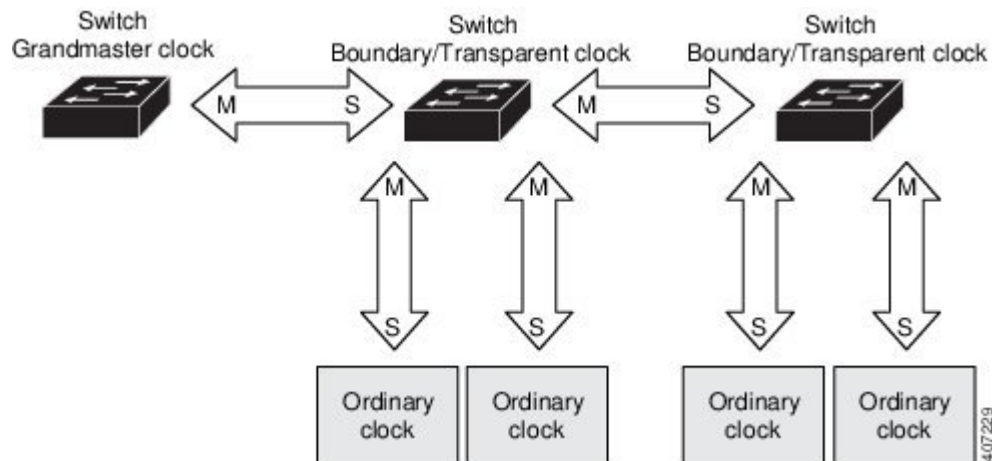 Switch
Grandmaster clock
Switch
Boundary/Transparent clock
Switch
Boundary/Transparent clock
M
S
M
S
M
M
M
M
S
S
S
S
Ordinary
clock
Ordinary
clock
Ordinary
clock
Ordinary
clock
407229